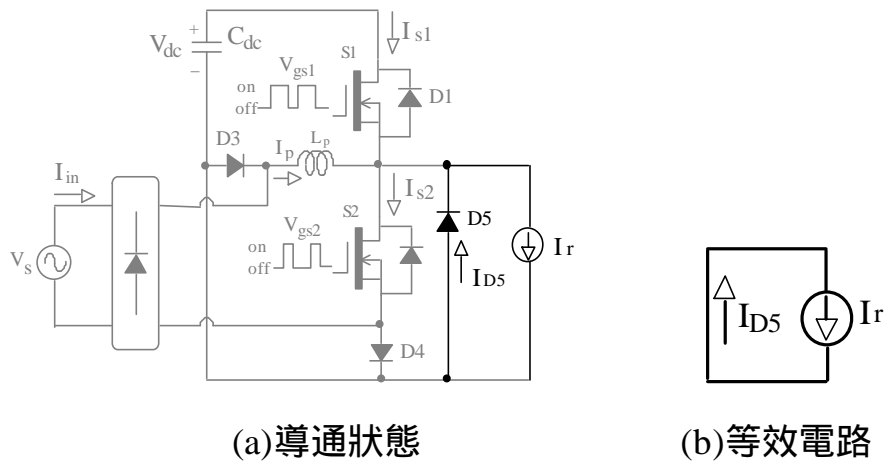 Is1
+
Vdc
Cdc
−
S1
Vgs1
on
off
D1
D3
Ip
Lp
Iin
Is2
S2
Vgs2
on
off
D5
ID5
Ir
Vs
D4
ID5
Ir
(a)導通狀態
(b)等效電路